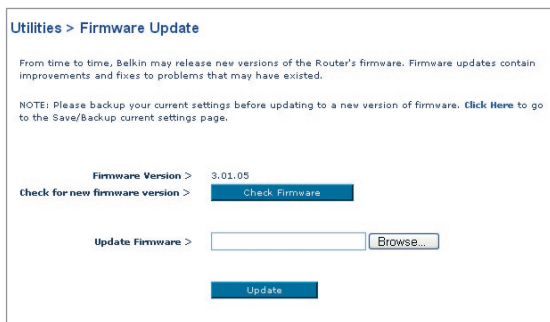 Utilities > Firmware Update
From time to time, Belkin may release new versions of the Router's firmware. Firmware updates contain
improvements and fixes to problems that may have existed.
NOTE: Please backup your current settings before updating to a new version of firmware. Click Here to go
to the Save/Backup current settings page.
Firmware Version > 3.01.05
Check for new firmware version > Check Firmware
Update Firmware > Browse...
Update